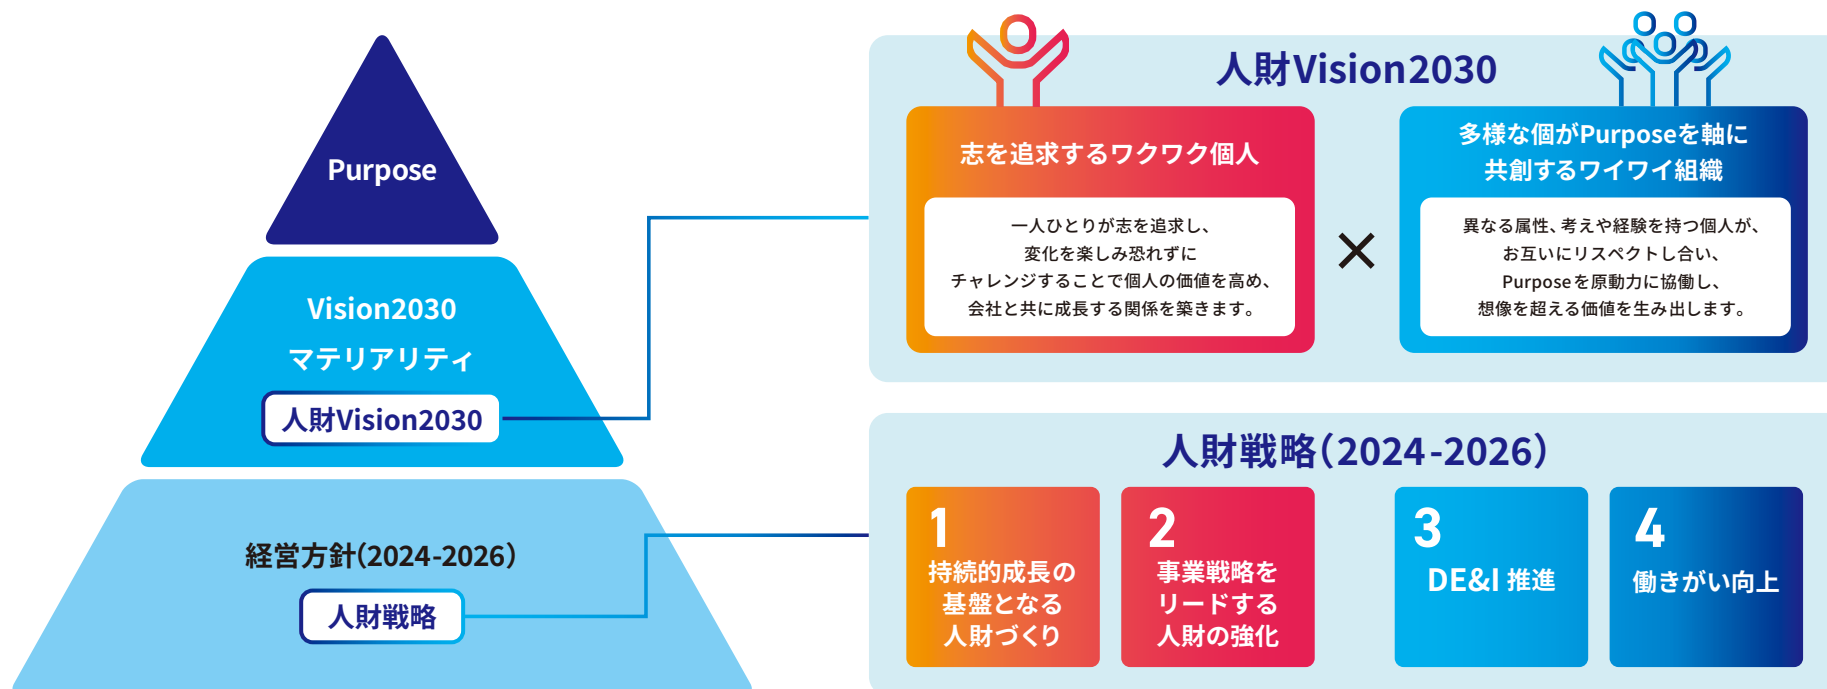 Purpose
Vision2030
マテリアリティ
人財Vision2030
経営方針(2024-2026)
人財戦略
人財Vision2030
志を追求するワクワク個人
一人ひとりが志を追求し、
変化を楽しみ恐れずに
チャレンジすることで個人の価値を高め、
会社と共に成長する関係を築きます。
×
多様な個がPurposeを軸に
共創するワイワイ組織
異なる属性、考えや経験を持つ個人が、
お互いにリスペクトし合い、
Purposeを原動力に協働し、
想像を超える価値を生み出します。
人財戦略(2024-2026)
1
持続的成長の
基盤となる
人財づくり
2
事業戦略を
リードする
人財の強化
3
DE&I 推進
4
働きがい向上